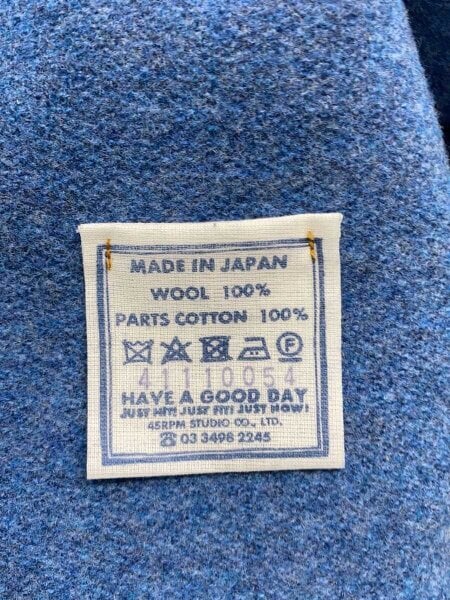 MADE IN JAPAN
WOOL 100%
PARTS COTTON 100%
F
41110054
HAVE A GOOD DAY
JUST HIT! JUST FIT! JUST NOW!
45RPM STUDIO CO., LTD.
☎ 03 3498 2245